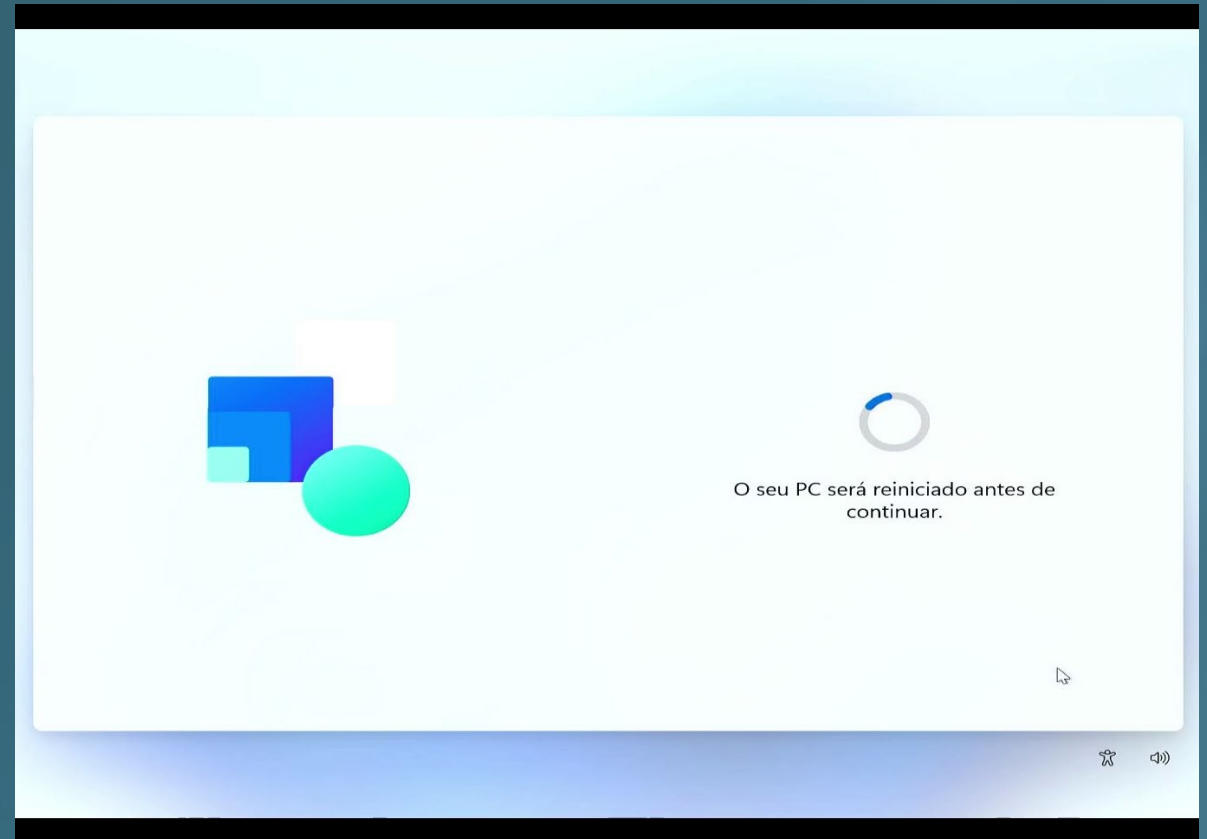 O seu PC será reiniciado antes de
continuar.